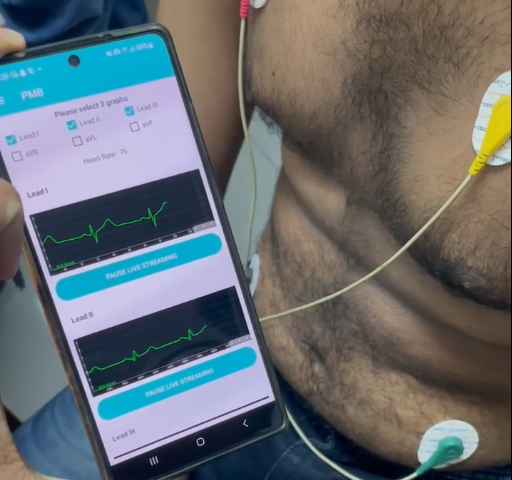 PMB
Please select 3 graphs
Lead I
Lead II
Lead III
aVR
aVL
aVF
Heart Rate : 76
Lead I
PAUSE LIVE STREAMING
Lead II
PAUSE LIVE STREAMING
Lead III